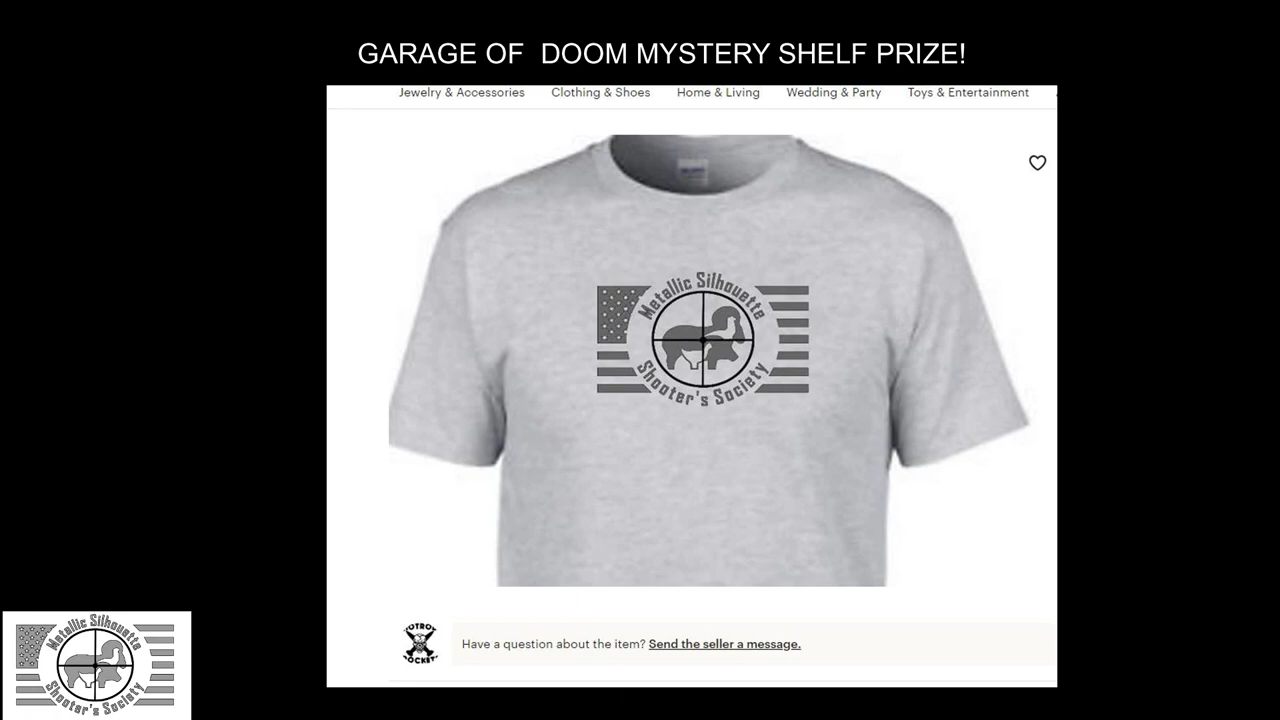 GARAGE OF  DOOM MYSTERY SHELF PRIZE!
Jewelry & Accessories Clothing & Shoes Home & Living Wedding & Party Toys & Entertainment
Metallic Silhouette
Shooter's Society
Have a question about the item? Send the seller a message.
Metallic Silhouette
Shooter's Society